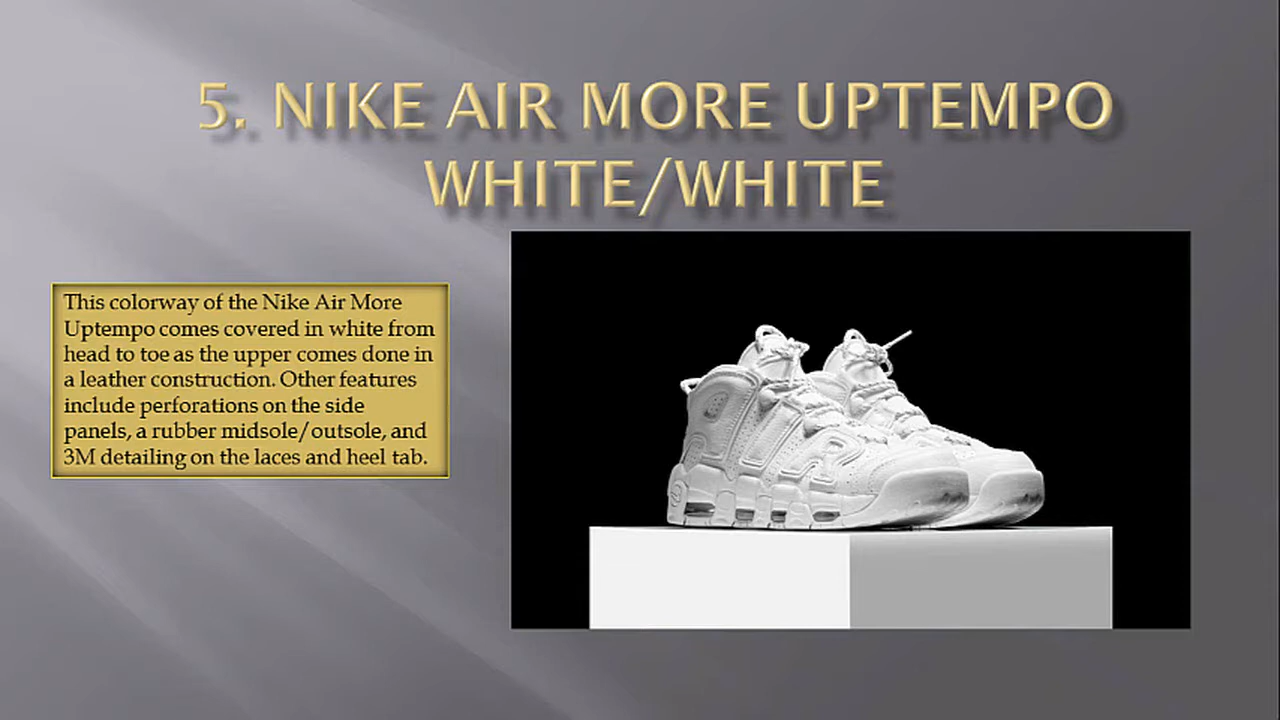 5. NIKE AIR MORE UPTEMPO
WHITE/WHITE
This colorway of the Nike Air More
Uptempo comes covered in white from
head to toe as the upper comes done in
a leather construction. Other features
include perforations on the side
panels, a rubber midsole/outsole, and
3M detailing on the laces and heel tab.